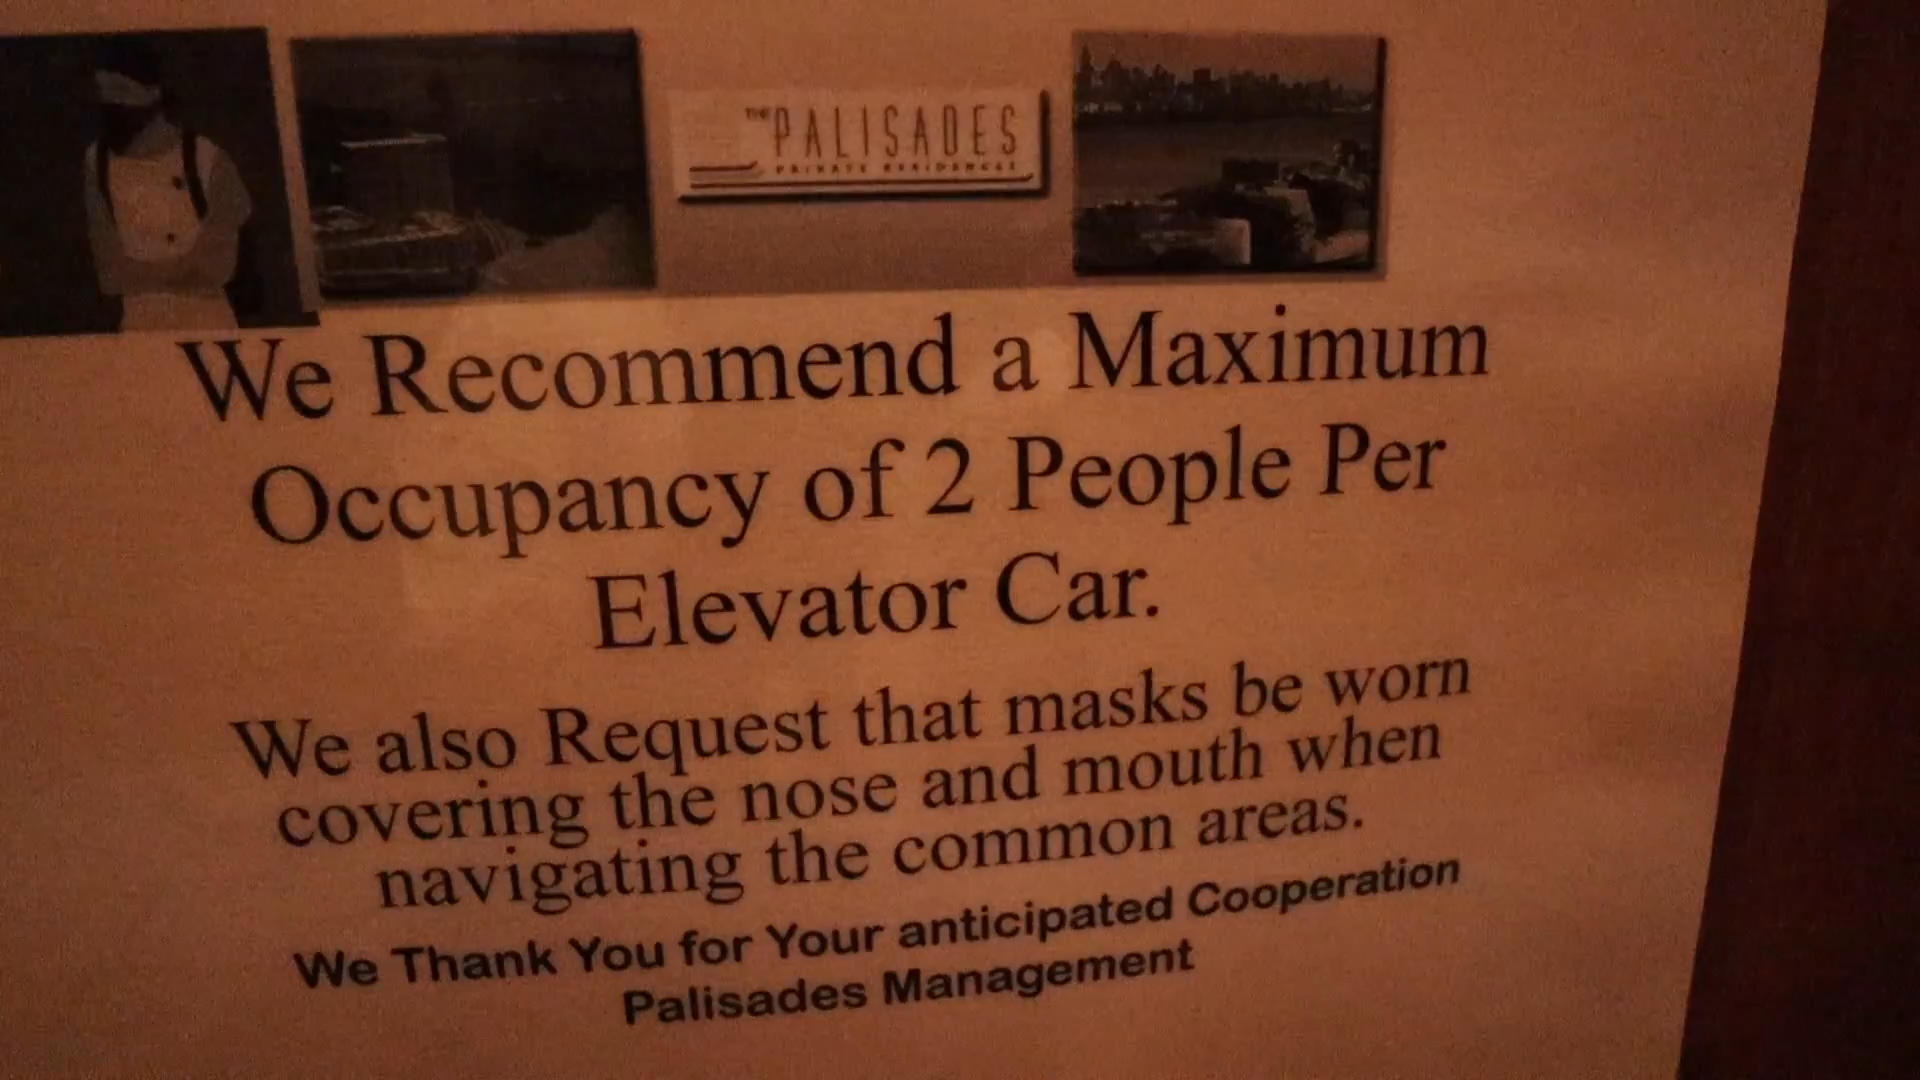 THE PALISADES
PRIVATE RESIDENCES
We Recommend a Maximum
Occupancy of 2 People Per
Elevator Car.
We also Request that masks be worn
covering the nose and mouth when
navigating the common areas.
We Thank You for Your anticipated Cooperation
Palisades Management